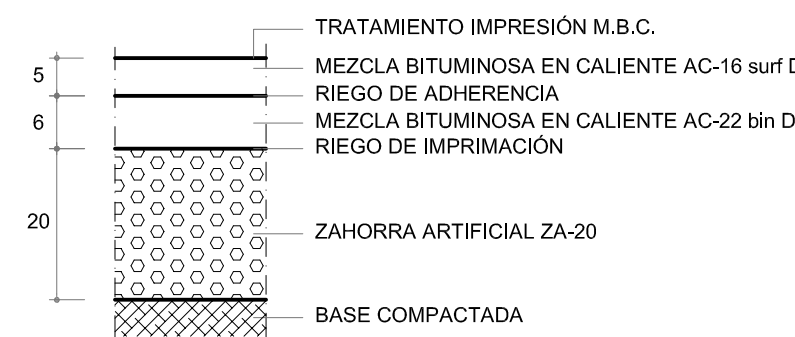 TRATAMIENTO IMPRESIÓN M.B.C.
5
MEZCLA BITUMINOSA EN CALIENTE AC-16 surf D
RIEGO DE ADHERENCIA
6
MEZCLA BITUMINOSA EN CALIENTE AC-22 bin D
RIEGO DE IMPRIMACIÓN
20
ZAHORRA ARTIFICIAL ZA-20
BASE COMPACTADA